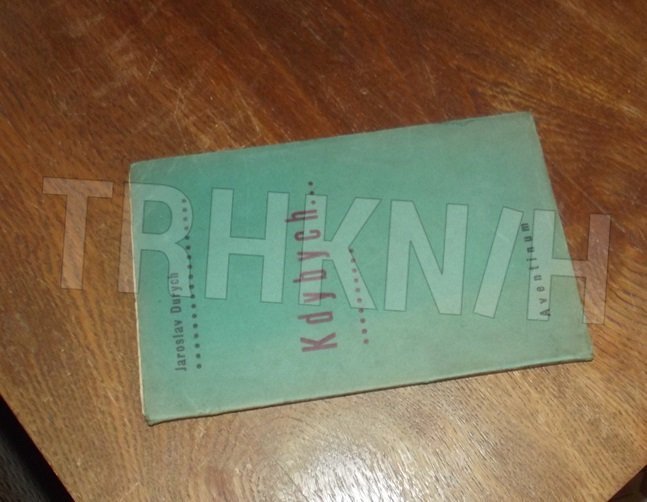 Jaroslav Durych
Kdybych...
Aventinum
TRHKNIH